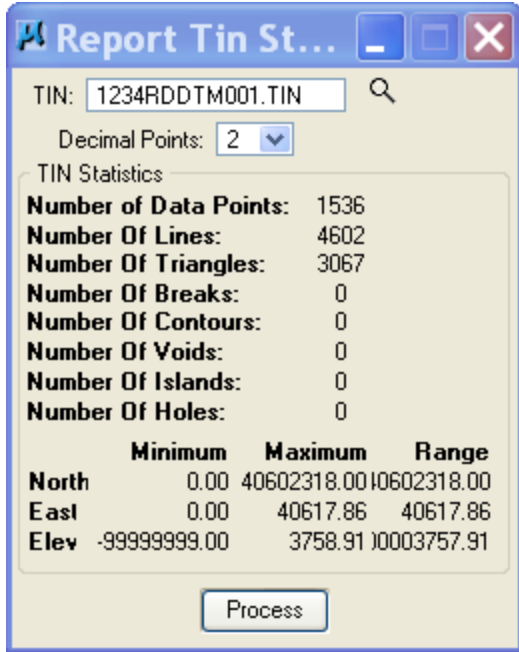 Report Tin St...
TIN: 1234RDDTM001.TIN
Decimal Points: 2
TIN Statistics
Number of Data Points: 1536
Number Of Lines: 4602
Number Of Triangles: 3067
Number Of Breaks: 0
Number Of Contours: 0
Number Of Voids: 0
Number Of Islands: 0
Number Of Holes: 0
Minimum Maximum Range
North 0.00 40602318.00 40602318.00
East 0.00 40617.86 40617.86
Elev -99999999.00 3758.91 00003757.91
Process